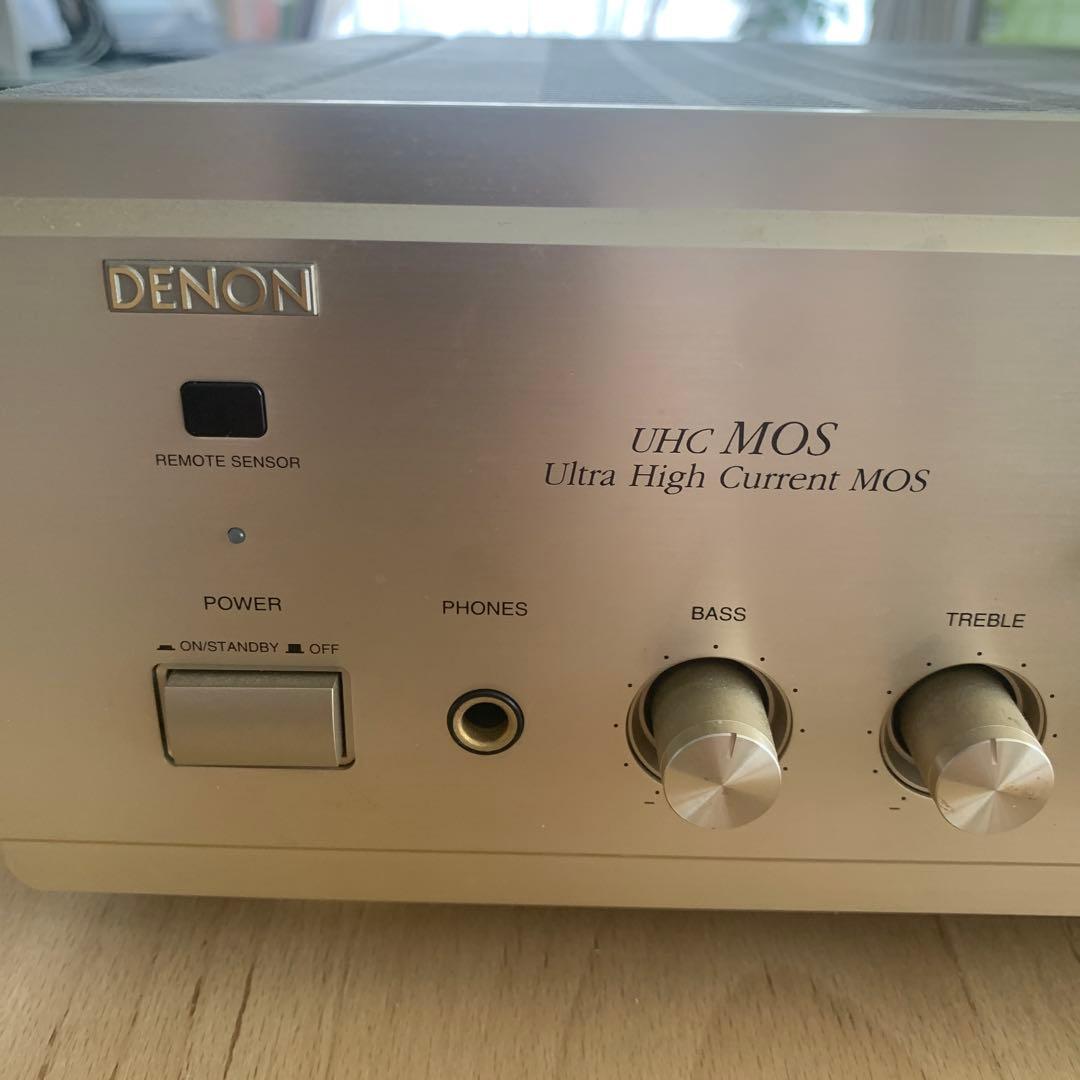 DENON
REMOTE SENSOR
UHC MOS
Ultra High Current MOS
POWER
ON/STANDBY OFF
PHONES
BASS
TREBLE